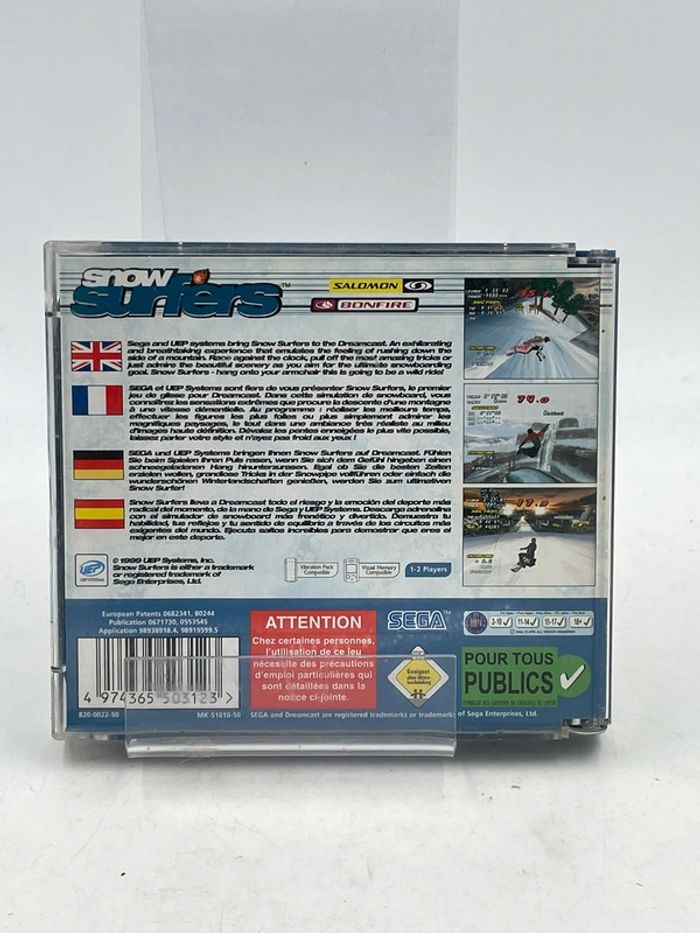 snow
surfers™
SALOMON
BONFIRE
Sega and UEP systems bring Snow Surfers to the Dreamcast. An exhilarating
and breathtaking experience that emulates the feeling of rushing down the
side of a mountain. Race against the clock, pull off the most amazing tricks or
just admire the beautiful scenery as you aim for the ultimate snowboarding
goal. Snow Surfers - hang onto your armchair this is going to be a wild ride!
SEGA et UEP Systems sont fiers de vous présenter Snow Surfers, le premier
jeu de glisse pour Dreamcast. Dans cette simulation de snowboard, vous
connaîtrez les sensations extrêmes que procure la descente d'une montagne
à une vitesse démentielle. Au programme : réaliser les meilleurs temps,
effectuer les figures les plus folles ou plus simplement admirer les
magnifiques paysages, le tout dans une ambiance très réaliste au milieu
d'images haute définition. Dévalez les pentes enneigées le plus vite possible,
laissez parler votre style et n'ayez pas froid aux yeux !
SEGA und UEP Systems bringen Ihnen Snow Surfers auf Dreamcast. Fühlen
Sie beim Spielen Ihren Puls rasen, wenn Sie sich dem Gefühl hingeben einen
schneegeladenen Hang hinunterzurasen. Egal ob Sie die besten Zeiten
erzielen wollen, grandiose Tricks in der Snowpipe vollführen oder einfach die
wunderschönen Winterlandschaften genießen, werden Sie zum ultimativen
Snow Surfer!
Snow Surfers lleva a Dreamcast todo el riesgo y la emoción del deporte más
radical del momento, de la mano de Sega y UEP Systems. Descarga adrenalina
con el simulador de snowboard más frenético y divertido. Demuestra tu
habilidad, tus reflejos y tu sentido de equilibrio a través de los circuitos más
exigentes del mundo. Ejecuta saltos increíbles para demostrar que eres el
mejor en este deporte.
UEP SYSTEMS
© 1999 UEP Systems, Inc.
Snow Surfers is either a trademark
or registered trademark of
Sega Enterprises, Ltd.
Vibration Pack
Compatible
Visual Memory
Compatible
1-2 Players
European Patents 0682341, 80244
Publication 0671730, 0553545
Application 98938918.4, 98919599.5
4 974365 503123 >
820-0022-50
MK-51010-50
ATTENTION
Chez certaines personnes,
l'utilisation de ce jeu
nécessite des précautions
d'emploi particulières qui
sont détaillées dans la
notice ci-jointe.
SEGA™
Geeignet
3-10 11-14 15-17 18+
POUR TOUS
PUBLICS
SEGA and Dreamcast are registered trademarks or trademarks of Sega Enterprises, Ltd.